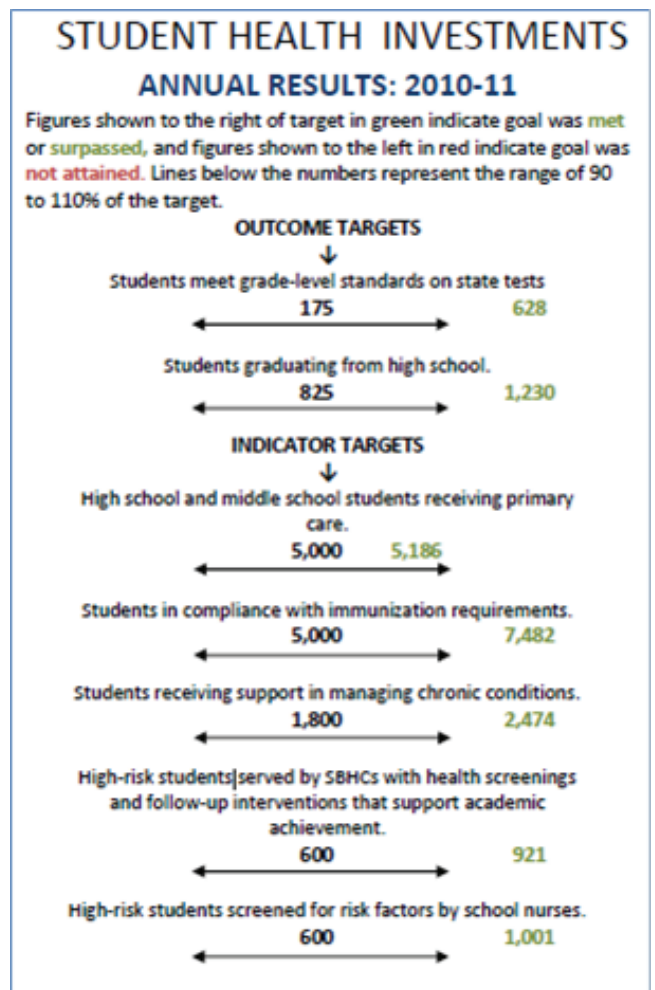 STUDENT HEALTH INVESTMENTS
ANNUAL RESULTS: 2010-11
Figures shown to the right of target in green indicate goal was met
or surpassed, and figures shown to the left in red indicate goal was
not attained. Lines below the numbers represent the range of 90
to 110% of the target.
OUTCOME TARGETS
↓
Students meet grade-level standards on state tests
175 628
Students graduating from high school.
825 1,230
INDICATOR TARGETS
↓
High school and middle school students receiving primary
care.
5,000 5,186
Students in compliance with immunization requirements.
5,000 7,482
Students receiving support in managing chronic conditions.
1,800 2,474
High-risk students|served by SBHCs with health screenings
and follow-up interventions that support academic
achievement.
600 921
High-risk students screened for risk factors by school nurses.
600 1,001